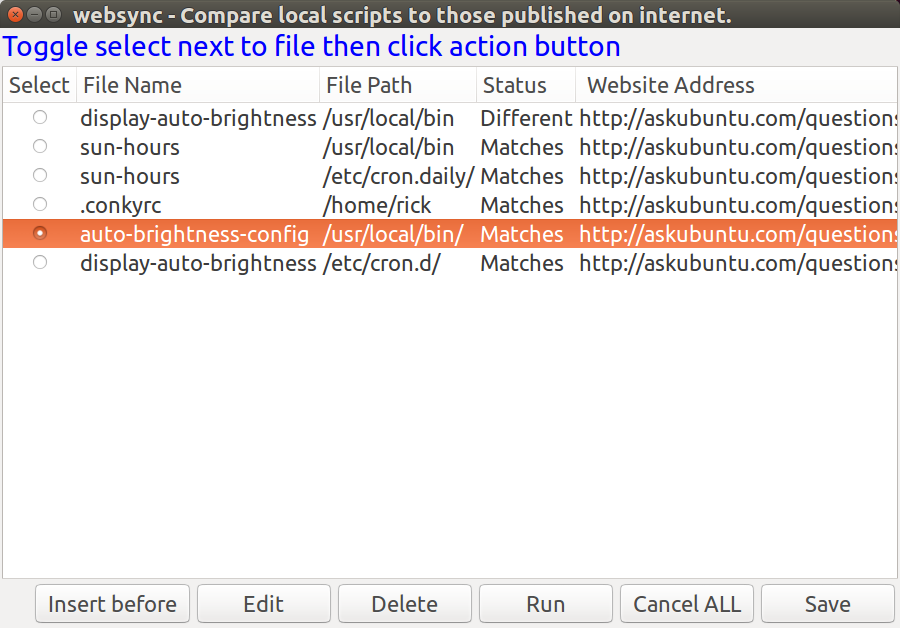 websync - Compare local scripts to those published on internet.
Toggle select next to file then click action button
Select File Name File Path Status Website Address
display-auto-brightness /usr/local/bin Different http://askubuntu.com/questions
sun-hours /usr/local/bin Matches http://askubuntu.com/questions
sun-hours /etc/cron.daily/ Matches http://askubuntu.com/questions
.conkyrc /home/rick Matches http://askubuntu.com/questions
auto-brightness-config /usr/local/bin/ Matches http://askubuntu.com/questions
display-auto-brightness /etc/cron.d/ Matches http://askubuntu.com/questions
Insert before Edit Delete Run Cancel ALL Save